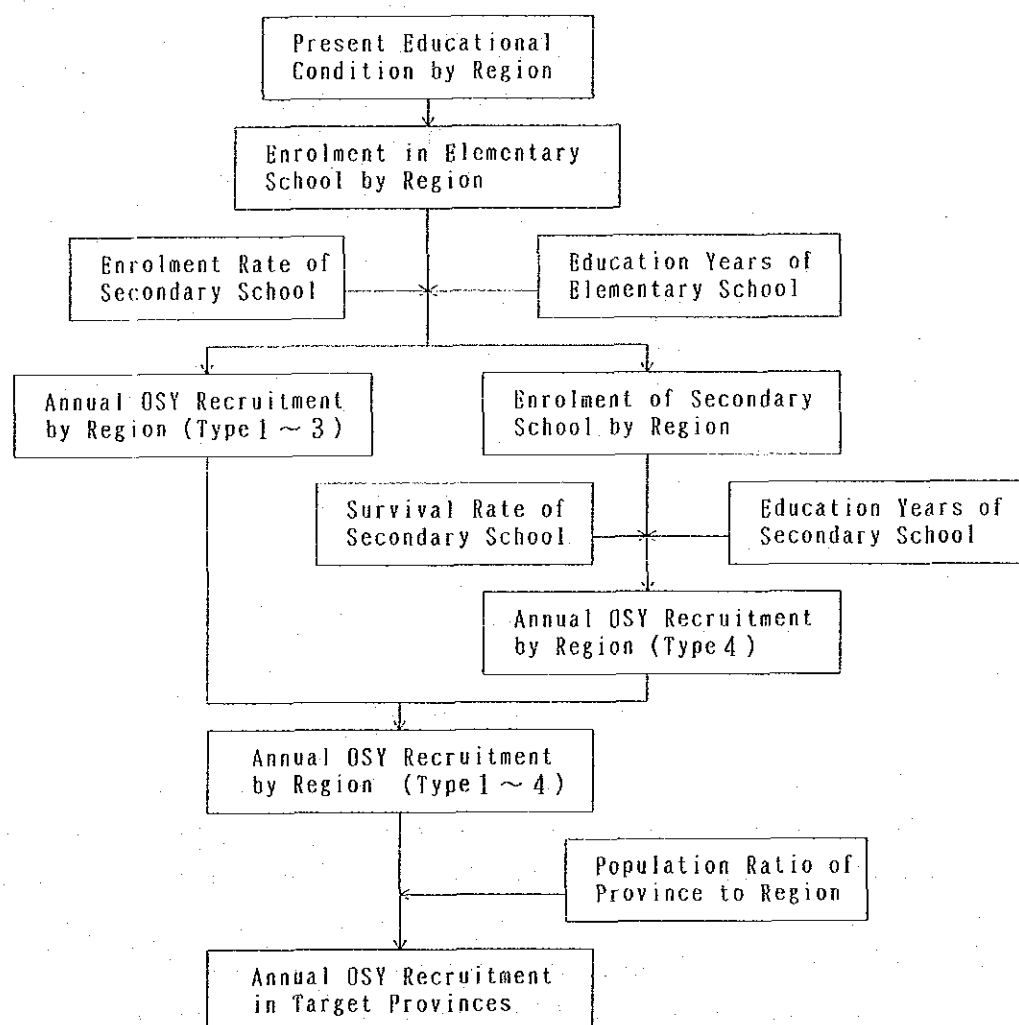 Present Educational
Condition by Region
Enrolment in Elementary
School by Region
Enrolment Rate of
Secondary School
Education Years of
Elementary School
Annual OSY Recruitment
by Region (Type 1 ~ 3)
Enrolment of Secondary
School by Region
Survival Rate of
Secondary School
Education Years of
Secondary School
Annual OSY Recruitment
by Region (Type 4)
Annual OSY Recruitment
by Region (Type 1 ~ 4)
Population Ratio of
Province to Region
Annual OSY Recruitment
in Target Provinces